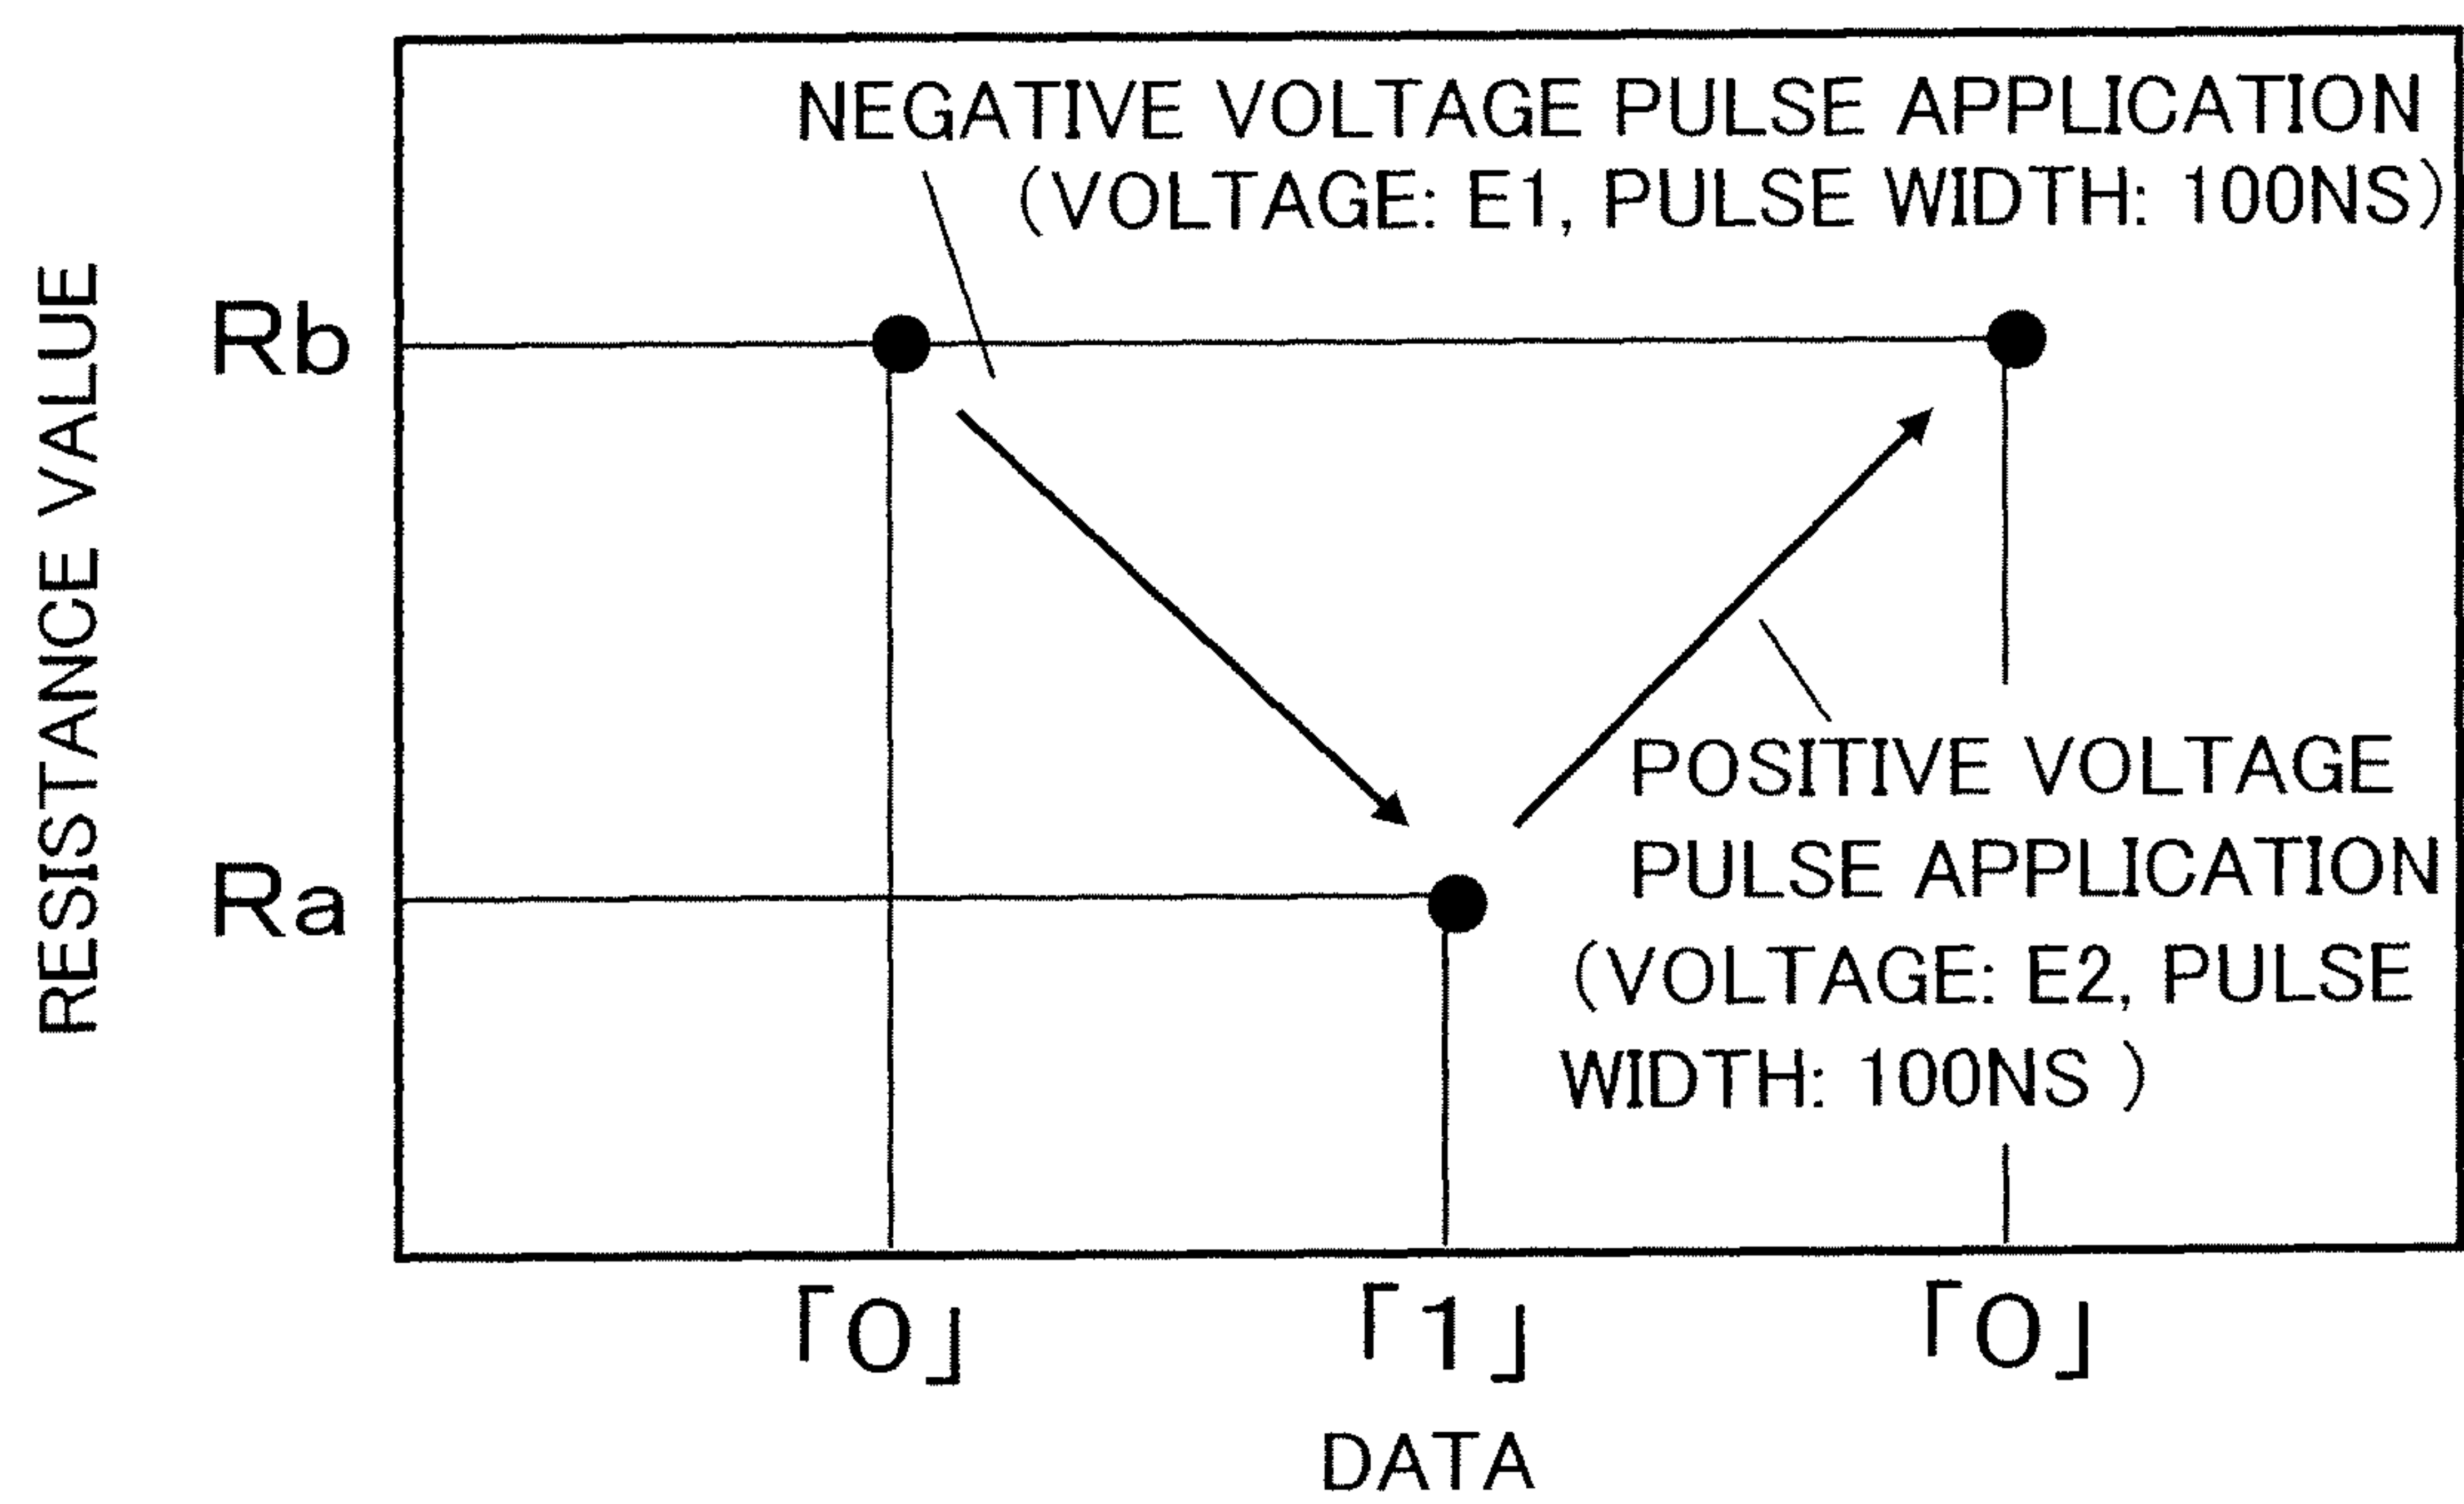 NEGATIVE VOLTAGE PULSE APPLICATION
(VOLTAGE: E1, PULSE WIDTH: 100NS)
RESISTANCE VALUE
Rb
Ra
POSITIVE VOLTAGE
PULSE APPLICATION
(VOLTAGE: E2, PULSE
WIDTH: 100NS )
「0」
「1」
「0」
DATA